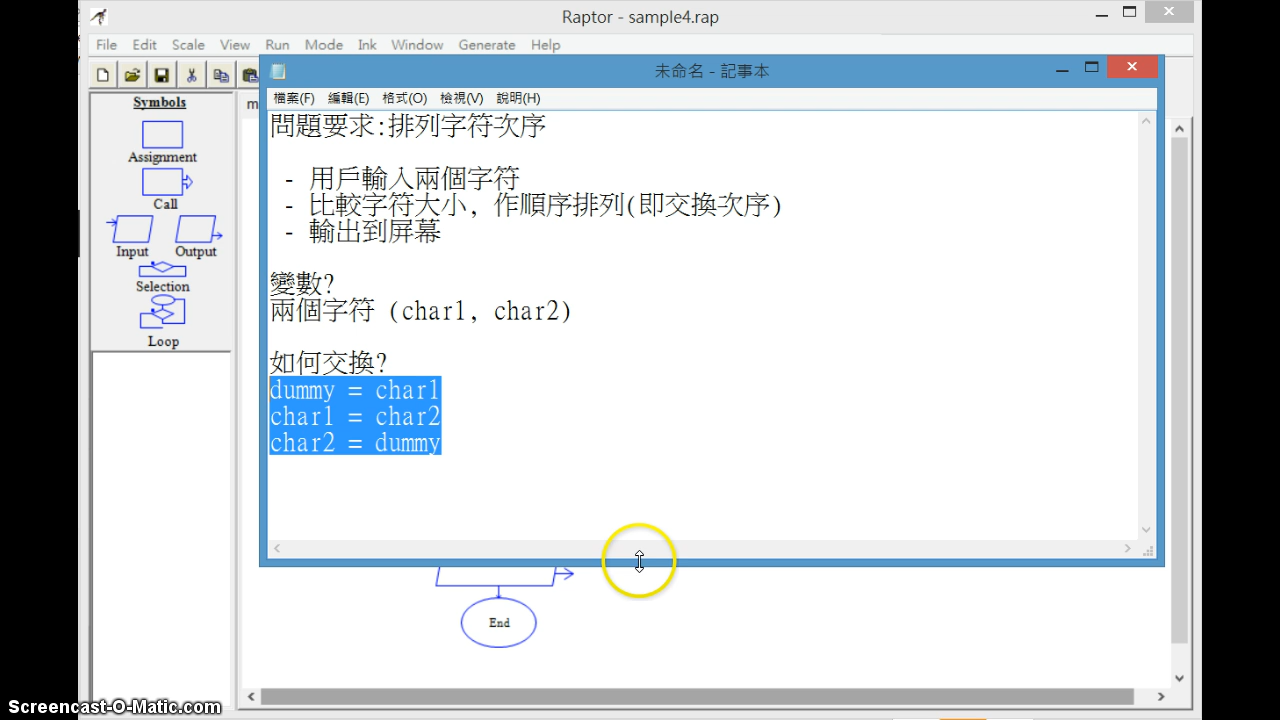 Raptor - sample4.rap
File Edit Scale View Run Mode Ink Window Generate Help
未命名 - 記事本
檔案(F) 編輯(E) 格式(O) 檢視(V) 說明(H)
Symbols
Assignment
Call
Input Output
Selection
Loop
m
問題要求:排列字符次序
- 用戶輸入兩個字符
- 比較字符大小, 作順序排列(即交換次序)
- 輸出到屏幕
變數?
兩個字符 (char1, char2)
如何交換?
dummy = char1
char1 = char2
char2 = dummy
End
Screencast-O-Matic.com